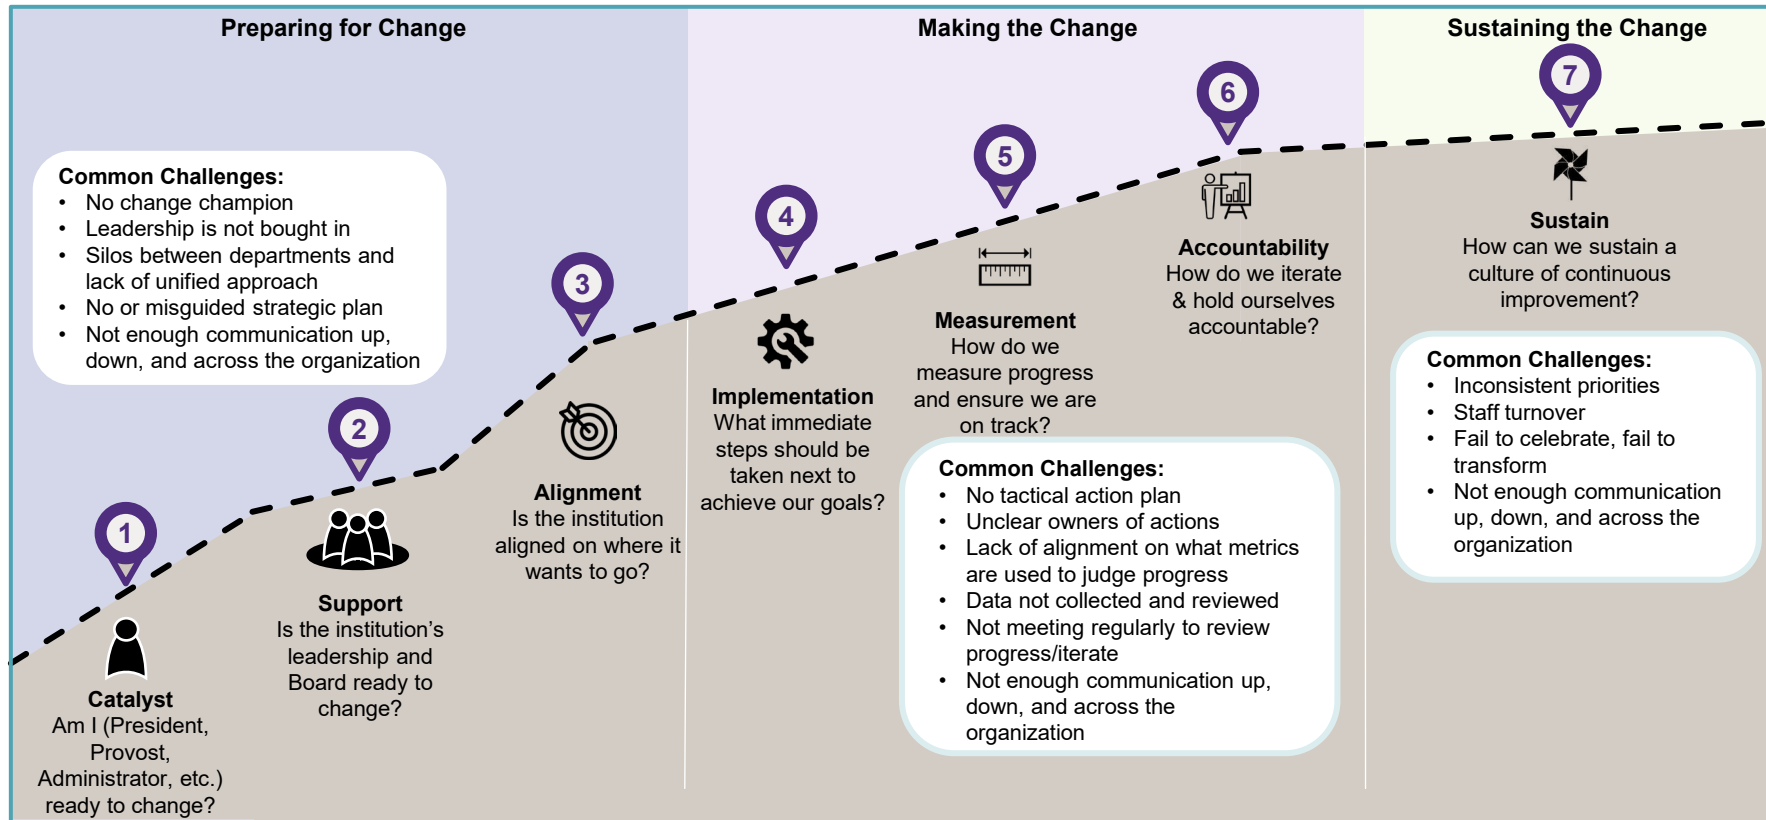 Preparing for Change
Making the Change
Sustaining the Change
Common Challenges:
• No change champion
• Leadership is not bought in
• Silos between departments and
lack of unified approach
• No or misguided strategic plan
• Not enough communication up,
down, and across the organization
1
Catalyst
Am I (President,
Provost,
Administrator, etc.)
ready to change?
2
Support
Is the institution’s
leadership and
Board ready to
change?
3
Alignment
Is the institution
aligned on where it
wants to go?
4
Implementation
What immediate
steps should be
taken next to
achieve our goals?
5
Measurement
How do we
measure progress
and ensure we are
on track?
6
Accountability
How do we iterate
& hold ourselves
accountable?
Common Challenges:
• No tactical action plan
• Unclear owners of actions
• Lack of alignment on what metrics
are used to judge progress
• Data not collected and reviewed
• Not meeting regularly to review
progress/iterate
• Not enough communication up,
down, and across the
organization
7
Sustain
How can we sustain a
culture of continuous
improvement?
Common Challenges:
• Inconsistent priorities
• Staff turnover
• Fail to celebrate, fail to
transform
• Not enough communication
up, down, and across the
organization